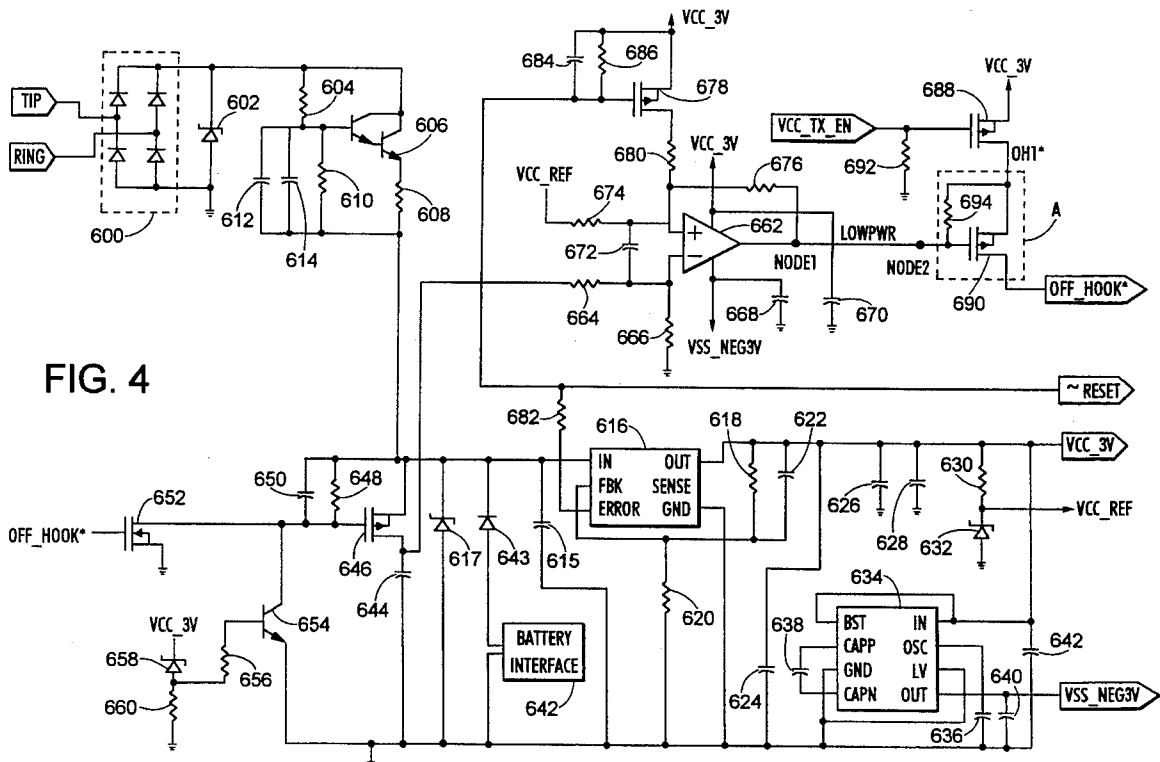 VCC_3V
684
686
678
604
602
TIP
606
RING
VCC_3V
688
VCC_TX_EN
692
OH1*
680
VCC_3V
676
VCC_REF
674
610
608
612
614
600
694
A
662
672
LOWPWR
NODE1
NODE2
690
OFF_HOOK*
664
668
670
666
VSS_NEG3V
FIG. 4
~RESET
682
616
618
622
VCC_3V
IN
OUT
FBK
SENSE
ERROR
GND
650
648
652
OFF_HOOK*
646
617
643
615
626
628
630
VCC_REF
632
644
620
654
634
VCC_3V
658
656
BATTERY
INTERFACE
642
638
BST
IN
CAPP
OSC
GND
LV
CAPN
OUT
642
660
624
640
VSS_NEG3V
636